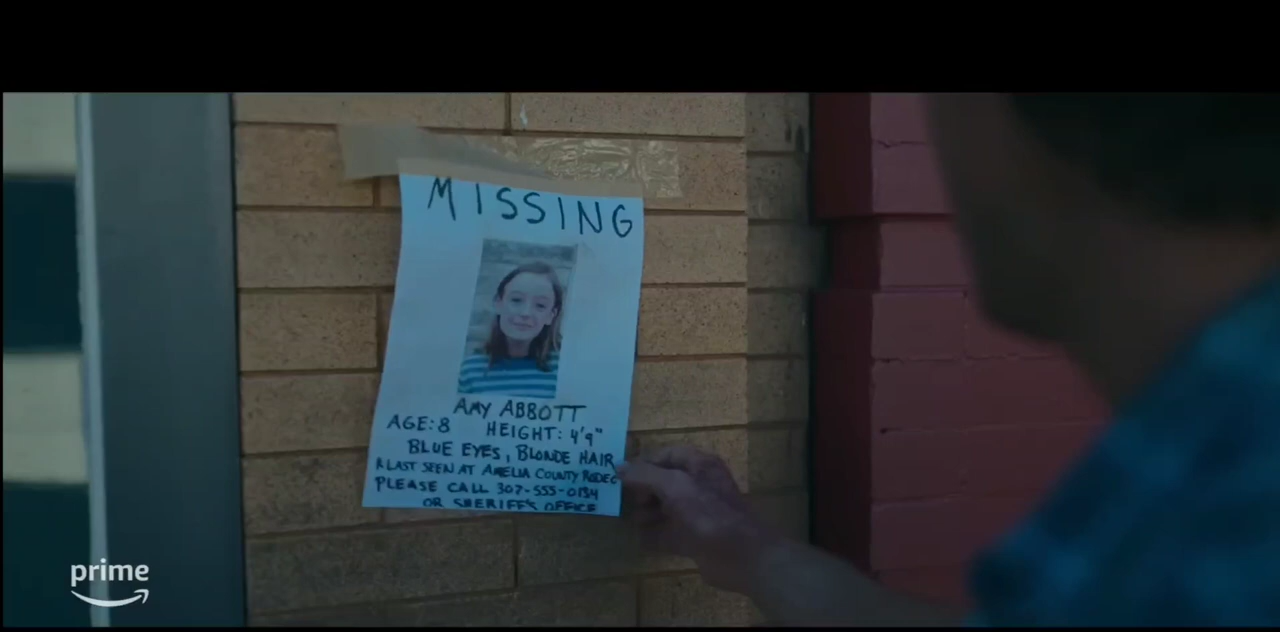 MISSING
AMY ABBOTT
AGE: 8 HEIGHT: 4'9"
BLUE EYES, BLONDE HAIR
LAST SEEN AT AMELIA COUNTY RODEO
PLEASE CALL 307-555-0134
OR SHERIFF'S OFFICE
prime